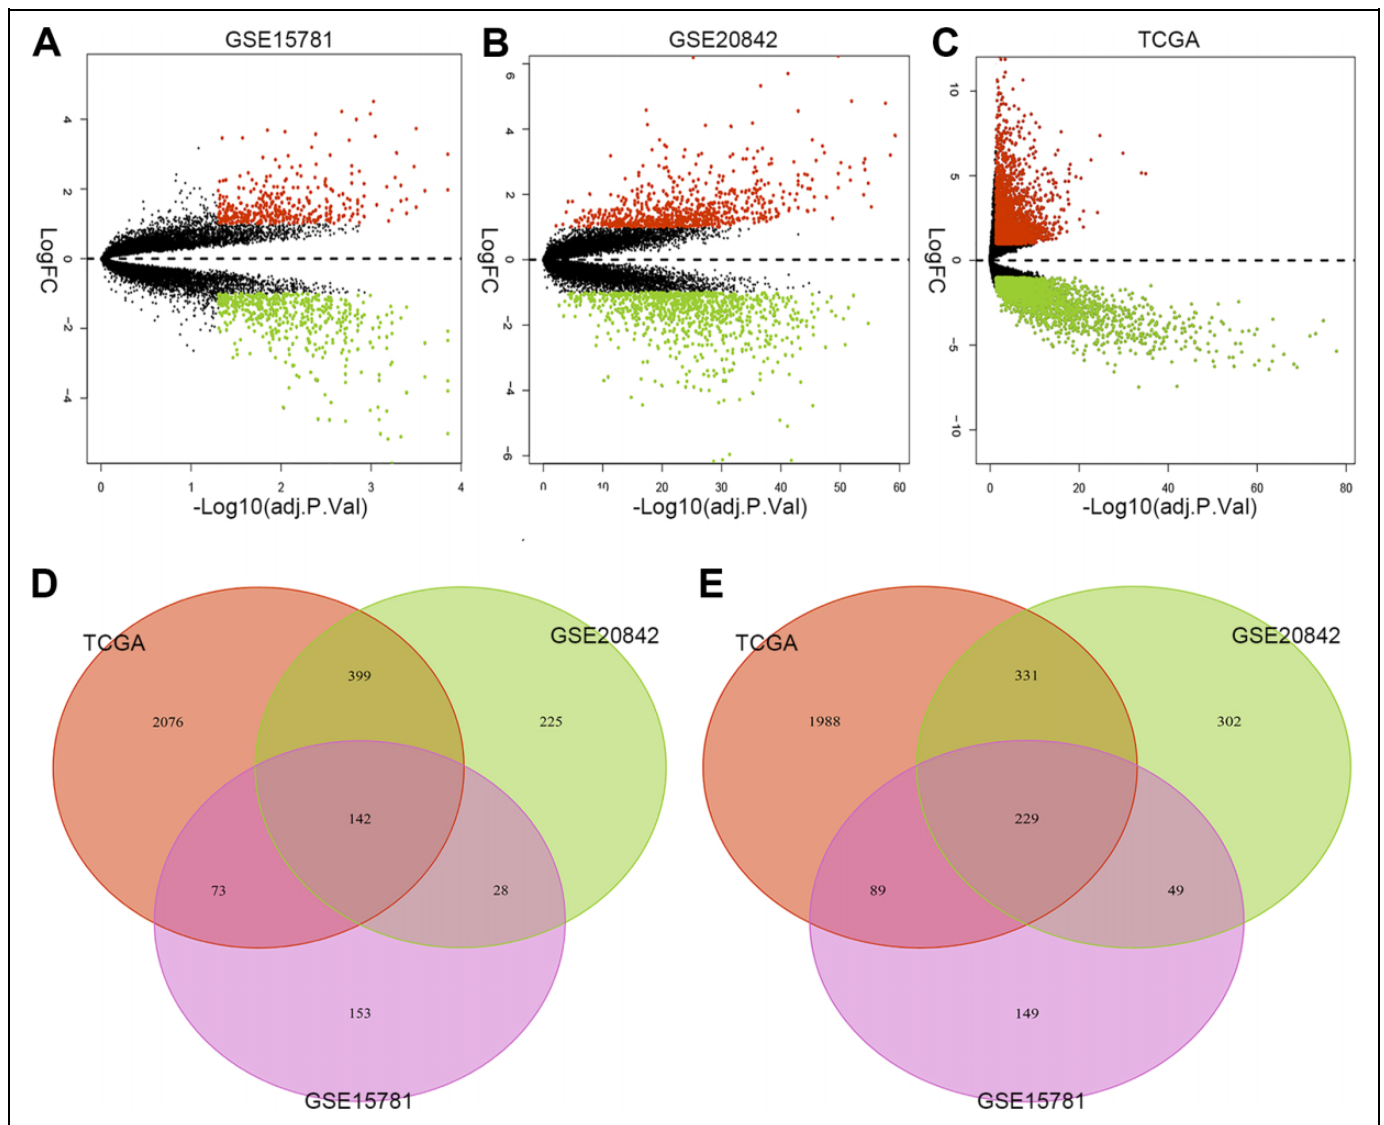 A GSE15781
B GSE20842
C TCGA
LogFC
4
2
0
−2
−4
0 1 2 3 4
-Log10(adj.P.Val)
LogFC
6
4
2
0
−2
−4
−6
0 10 20 30 40 50 60
-Log10(adj.P.Val)
LogFC
10
5
0
−5
−10
0 20 40 60 80
-Log10(adj.P.Val)
D
TCGA
GSE20842
399
2076
225
142
73
28
153
GSE15781
E
TCGA
GSE20842
331
1988
302
229
89
49
149
GSE15781